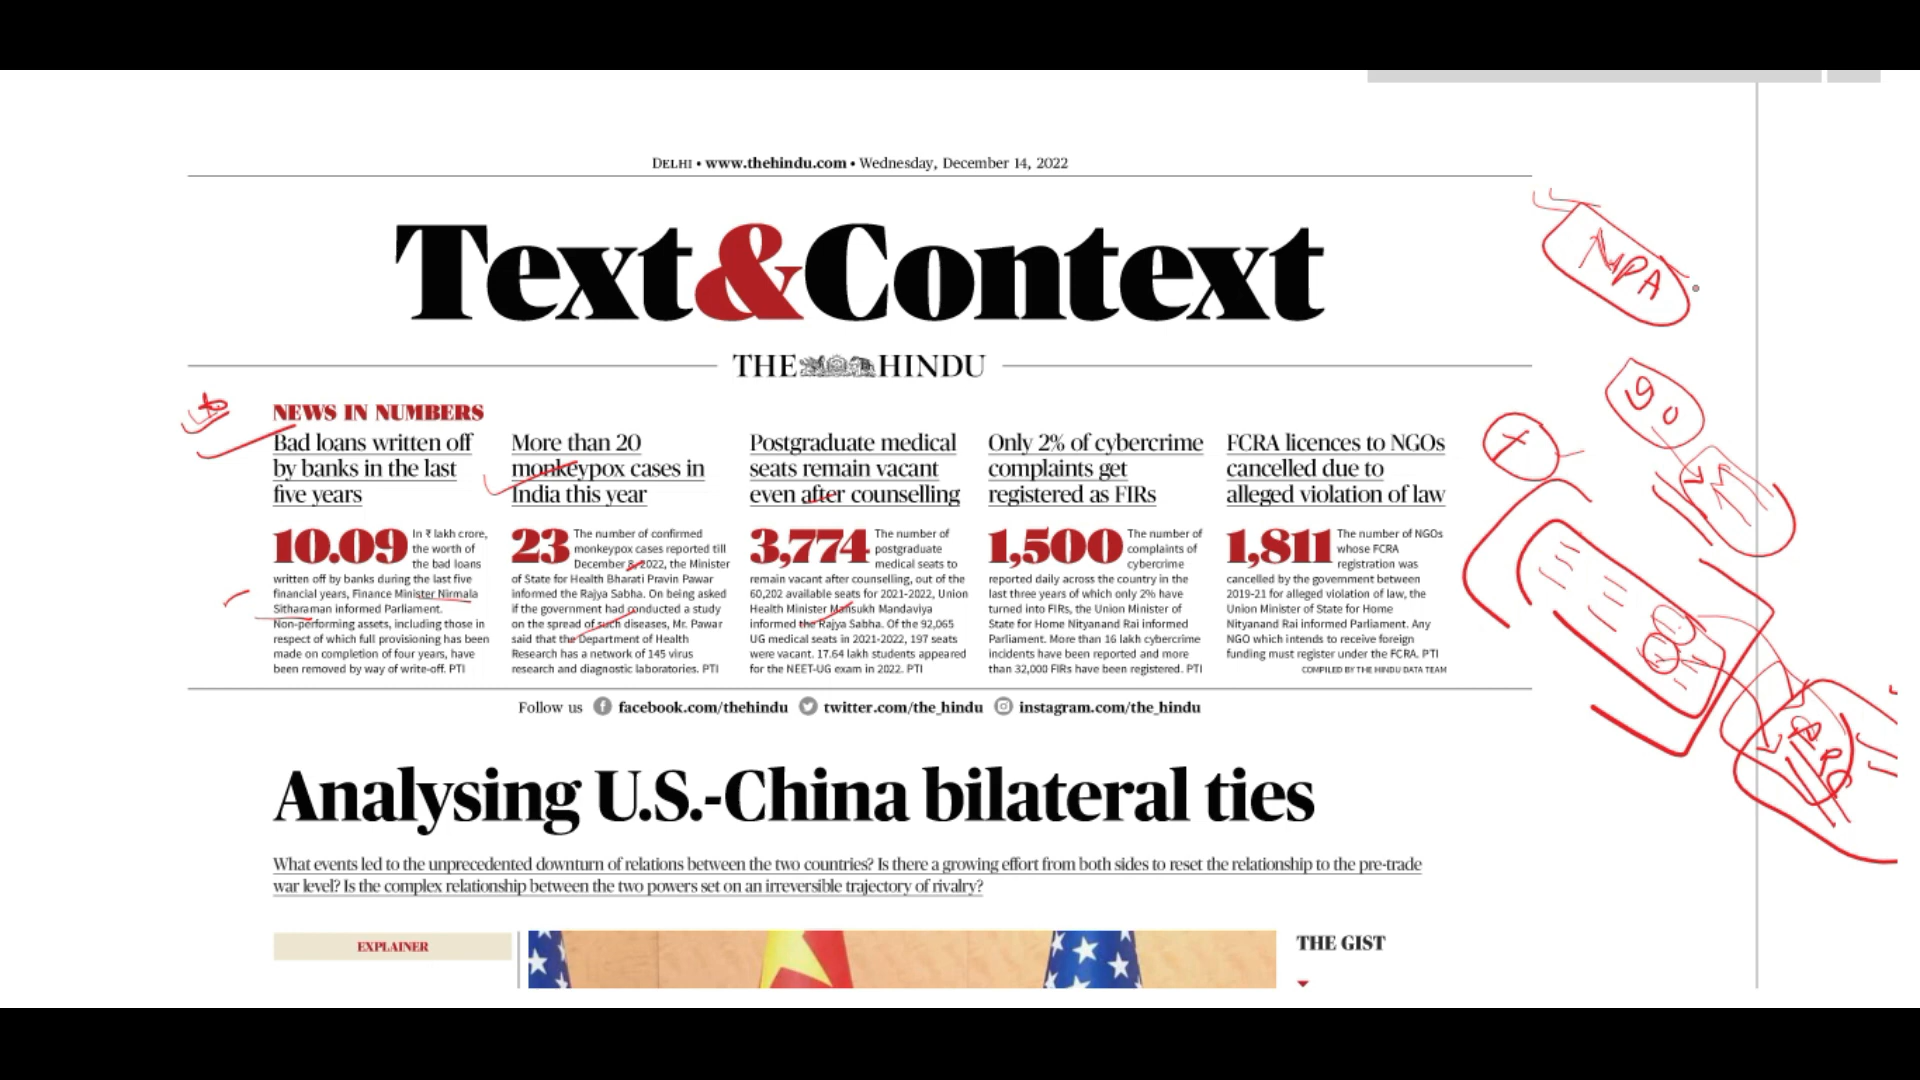 DELHI • www.thehindu.com • Wednesday, December 14, 2022
Text&Context
THE HINDU
NEWS IN NUMBERS
Bad loans written off
by banks in the last
five years
10.09 In ₹ lakh crore,
the worth of
the bad loans
written off by banks during the last five
financial years, Finance Minister Nirmala
Sitharaman informed Parliament.
Non-performing assets, including those in
respect of which full provisioning has been
made on completion of four years, have
been removed by way of write-off. PTI
More than 20
monkeypox cases in
India this year
23 The number of confirmed
monkeypox cases reported till
December 8, 2022, the Minister
of State for Health Bharati Pravin Pawar
informed the Rajya Sabha. On being asked
if the government had conducted a study
on the spread of such diseases, Mr. Pawar
said that the Department of Health
Research has a network of 145 virus
research and diagnostic laboratories. PTI
Postgraduate medical
seats remain vacant
even after counselling
3,774 The number of
postgraduate
medical seats to
remain vacant after counselling, out of the
60,202 available seats for 2021-2022, Union
Health Minister Mansukh Mandaviya
informed the Rajya Sabha. Of the 92,065
UG medical seats in 2021-2022, 197 seats
were vacant. 17.64 lakh students appeared
for the NEET-UG exam in 2022. PTI
Only 2% of cybercrime
complaints get
registered as FIRs
1,500 The number of
complaints of
cybercrime
reported daily across the country in the
last three years of which only 2% have
turned into FIRs, the Union Minister of
State for Home Nityanand Rai informed
Parliament. More than 16 lakh cybercrime
incidents have been reported and more
than 32,000 FIRs have been registered. PTI
FCRA licences to NGOs
cancelled due to
alleged violation of law
1,811 The number of NGOs
whose FCRA
registration was
cancelled by the government between
2019-21 for alleged violation of law, the
Union Minister of State for Home
Nityanand Rai informed Parliament. Any
NGO which intends to receive foreign
funding must register under the FCRA. PTI
COMPILED BY THE HINDU DATA TEAM
Follow us facebook.com/thehindu twitter.com/the_hindu instagram.com/the_hindu
Analysing U.S.-China bilateral ties
What events led to the unprecedented downturn of relations between the two countries? Is there a growing effort from both sides to reset the relationship to the pre-trade
war level? Is the complex relationship between the two powers set on an irreversible trajectory of rivalry?
EXPLAINER
THE GIST
NPA
90